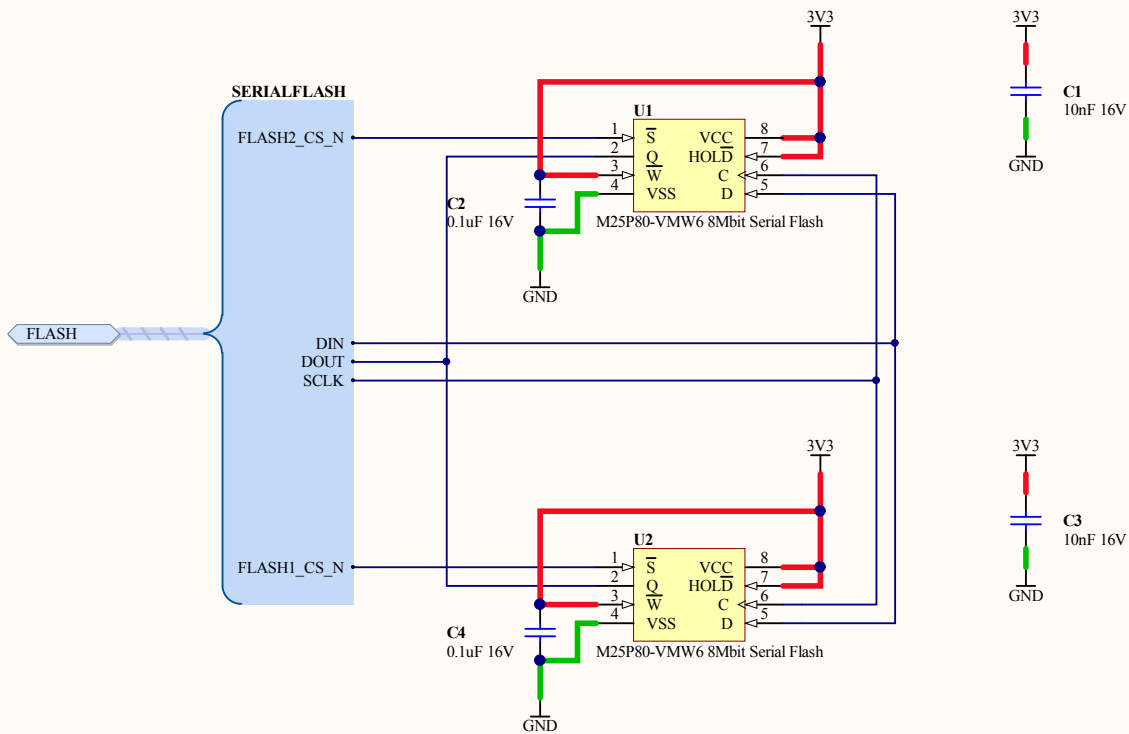 3V3
3V3
SERIALFLASH
U1
C1
10nF 16V
FLASH2_CS_N
1
S
VCC
8
2
Q
HOLD
7
3
W
C
6
4
VSS
D
5
GND
C2
0.1uF 16V
M25P80-VMW6 8Mbit Serial Flash
GND
FLASH
DIN
DOUT
SCLK
3V3
3V3
U2
C3
10nF 16V
FLASH1_CS_N
1
S
VCC
8
2
Q
HOLD
7
3
W
C
6
4
VSS
D
5
GND
C4
0.1uF 16V
M25P80-VMW6 8Mbit Serial Flash
GND